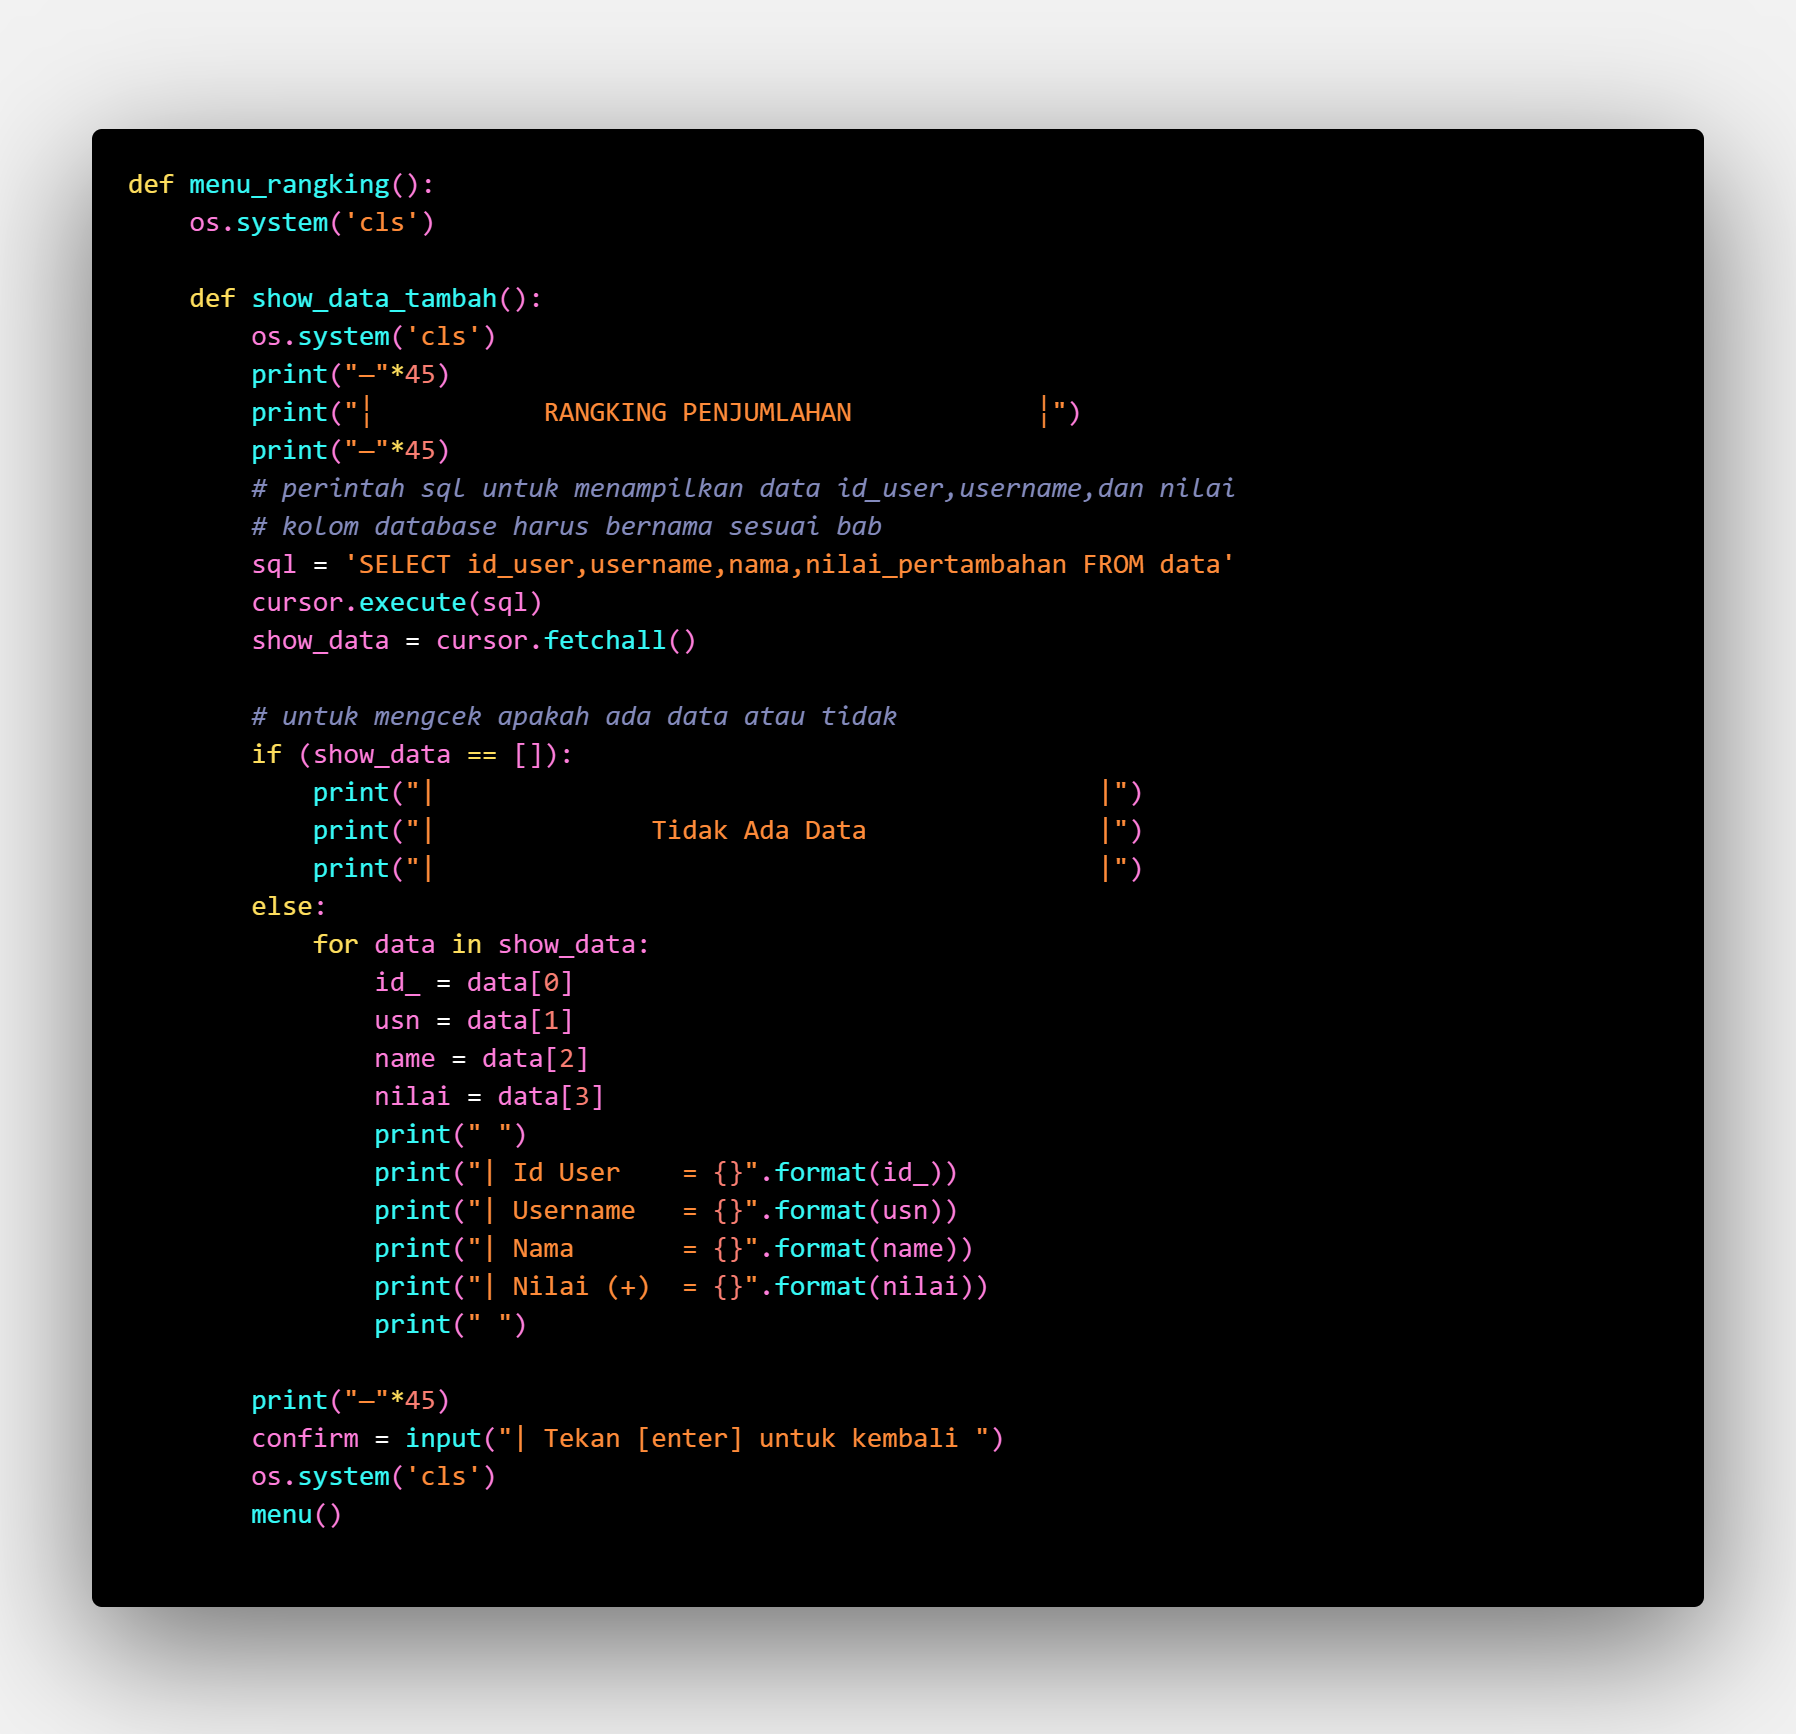 def menu_rangking():
    os.system('cls')

    def show_data_tambah():
        os.system('cls')
        print("—"*45)
        print("¦           RANGKING PENJUMLAHAN            ¦")
        print("—"*45)
        # perintah sql untuk menampilkan data id_user,username,dan nilai
        # kolom database harus bernama sesuai bab
        sql = 'SELECT id_user,username,nama,nilai_pertambahan FROM data'
        cursor.execute(sql)
        show_data = cursor.fetchall()

        # untuk mengcek apakah ada data atau tidak
        if (show_data == []):
            print("|                                           |")
            print("|              Tidak Ada Data               |")
            print("|                                           |")
        else:
            for data in show_data:
                id_ = data[0]
                usn = data[1]
                name = data[2]
                nilai = data[3]
                print(" ")
                print("| Id User    = {}".format(id_))
                print("| Username   = {}".format(usn))
                print("| Nama       = {}".format(name))
                print("| Nilai (+)  = {}".format(nilai))
                print(" ")

        print("—"*45)
        confirm = input("| Tekan [enter] untuk kembali ")
        os.system('cls')
        menu()